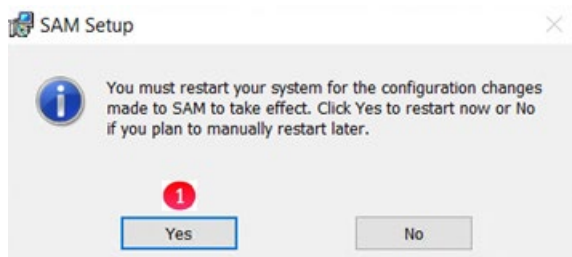 SAM Setup
You must restart your system for the configuration changes
made to SAM to take effect. Click Yes to restart now or No
if you plan to manually restart later.
1
Yes No